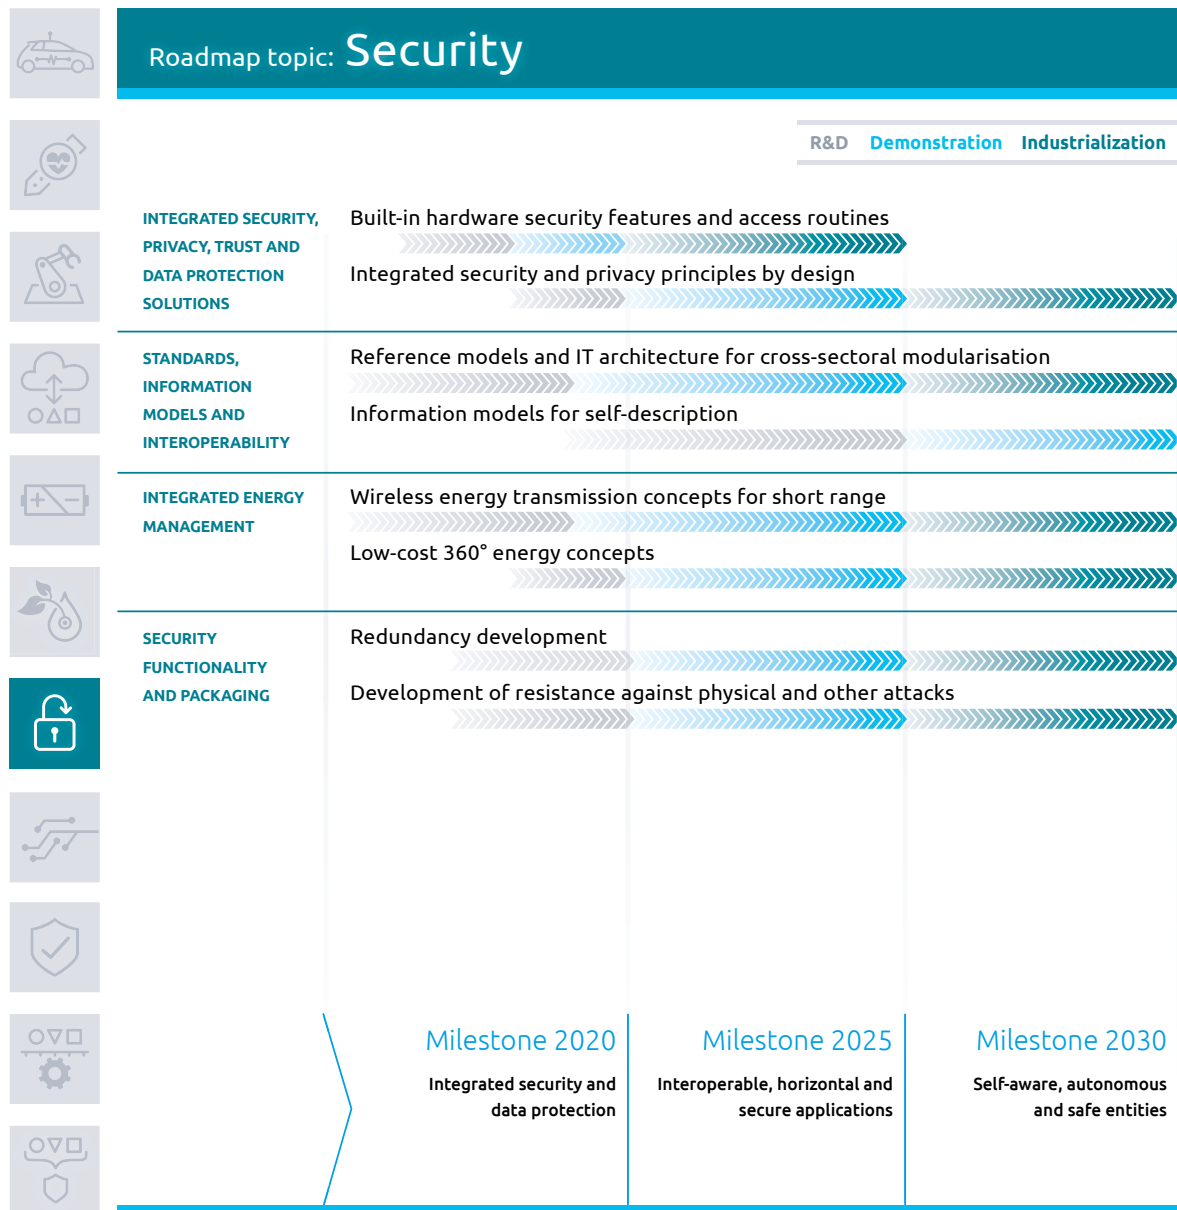 Roadmap topic: Security
R&D Demonstration Industrialization
INTEGRATED SECURITY,
PRIVACY, TRUST AND
DATA PROTECTION
SOLUTIONS
Built-in hardware security features and access routines
Integrated security and privacy principles by design
STANDARDS,
INFORMATION
MODELS AND
INTEROPERABILITY
Reference models and IT architecture for cross-sectoral modularisation
Information models for self-description
INTEGRATED ENERGY
MANAGEMENT
Wireless energy transmission concepts for short range
Low-cost 360° energy concepts
SECURITY
FUNCTIONALITY
AND PACKAGING
Redundancy development
Development of resistance against physical and other attacks
Milestone 2020
Integrated security and
data protection
Milestone 2025
Interoperable, horizontal and
secure applications
Milestone 2030
Self-aware, autonomous
and safe entities